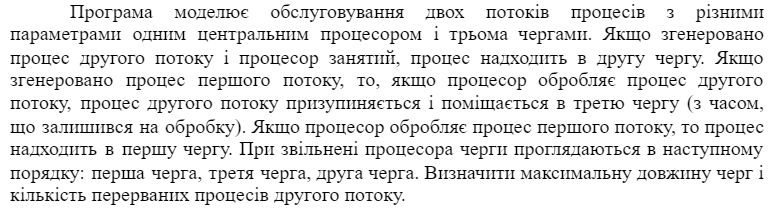 Програма моделює обслуговування двох потоків процесів з різними
параметрами одним центральним процесором і трьома чергами. Якщо згенеровано
процес другого потоку і процесор занятий, процес надходить в другу чергу. Якщо
згенеровано процес першого потоку, то, якщо процесор обробляє процес другого
потоку, процес другого потоку призупиняється і поміщається в третю чергу (з часом,
що залишився на обробку). Якщо процесор обробляє процес першого потоку, то процес
надходить в першу чергу. При звільнені процесора черги проглядаються в наступному
порядку: перша черга, третя черга, друга черга. Визначити максимальну довжину черг і
кількість перерваних процесів другого потоку.